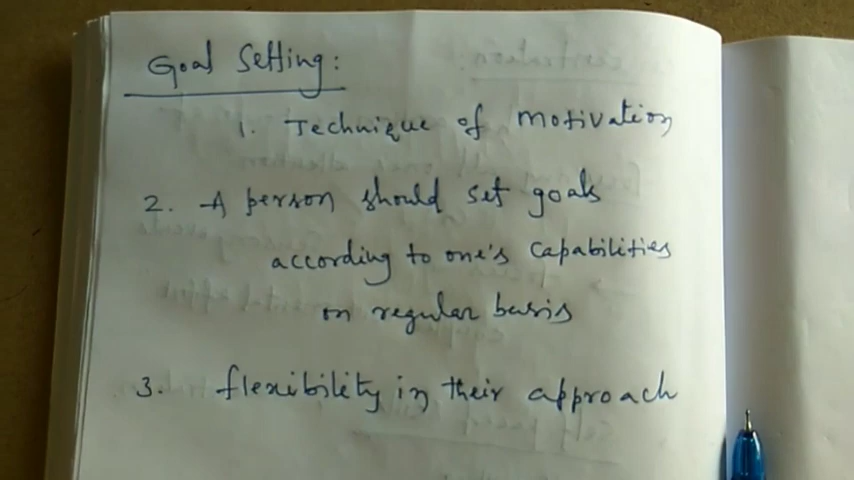 Goal Setting:
1. Technique of motivation
2. A person should set goals
according to one's capabilities
on regular basis
3. flexibility in their approach